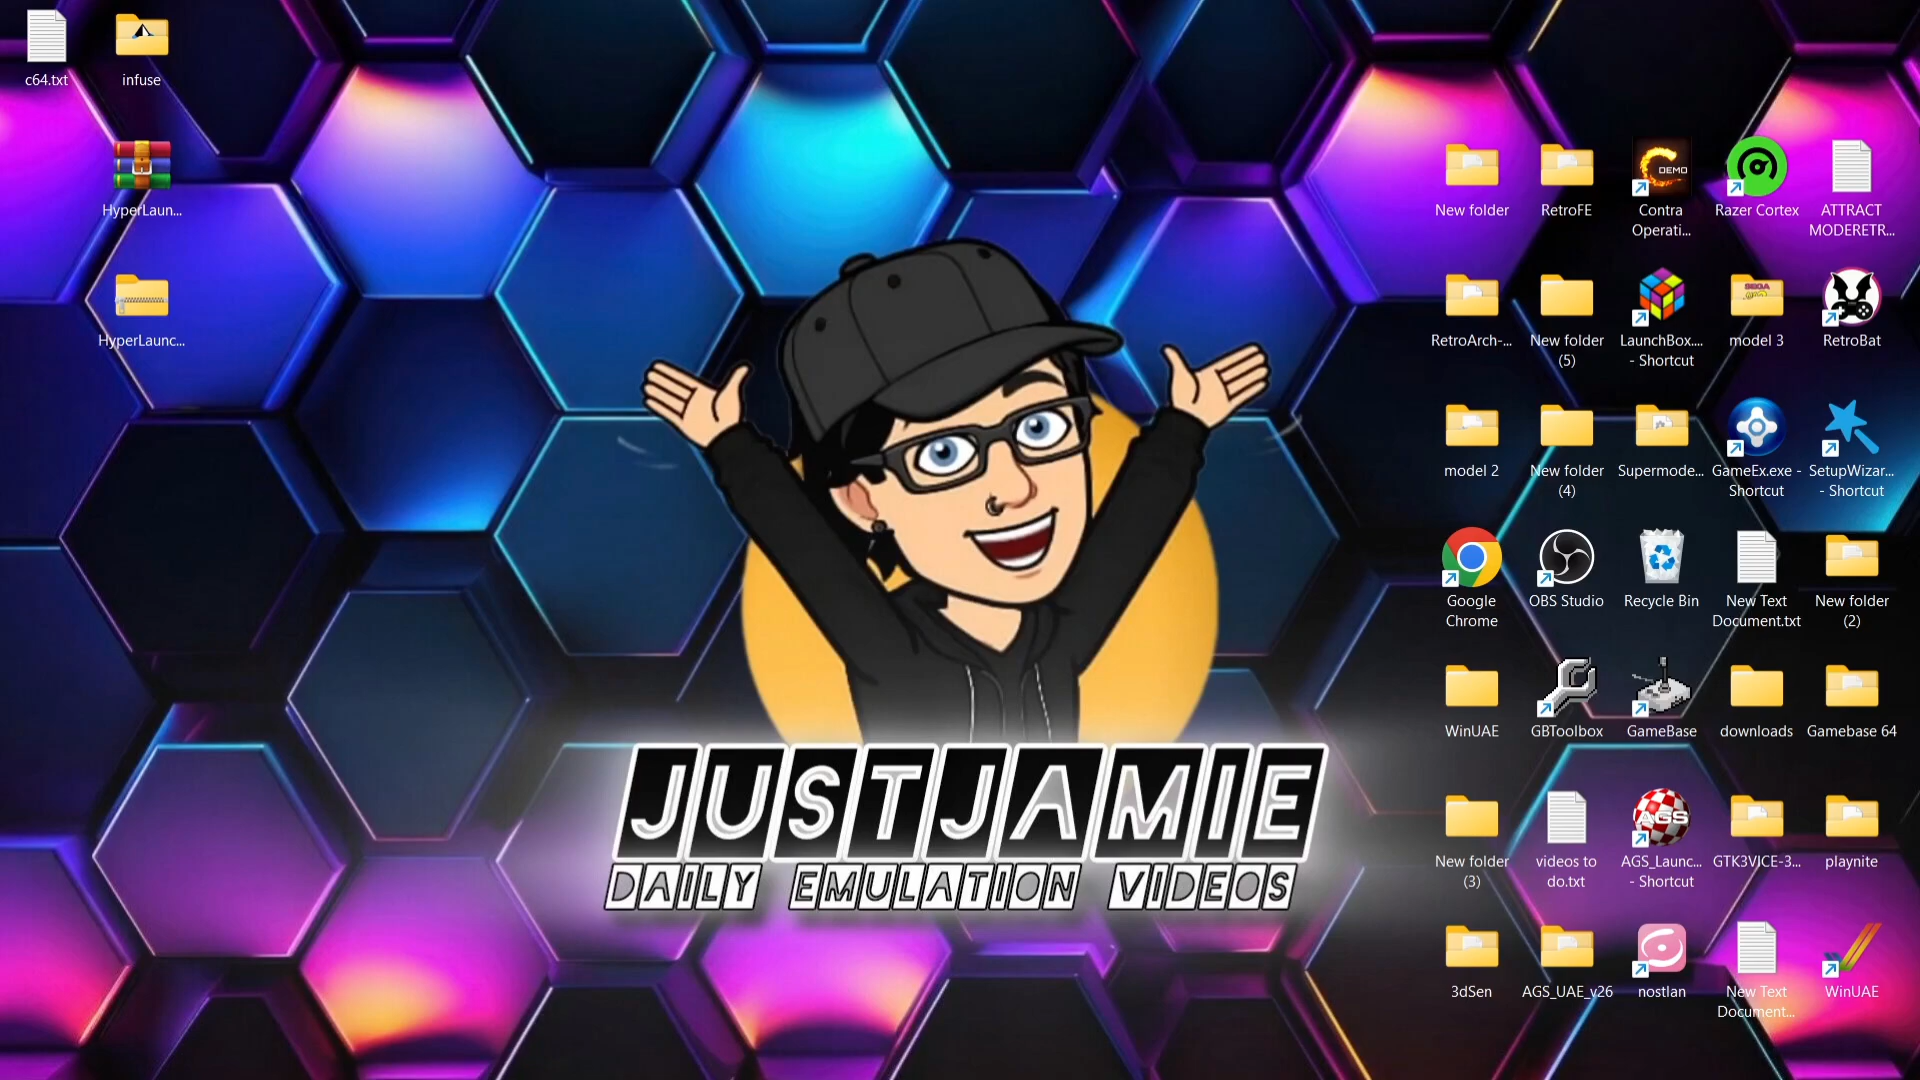 c64.txt
infuse
HyperLaun...
HyperLaunc...
New folder
RetroFE
DEMO
Contra
Operati...
Razer Cortex
ATTRACT
MODERETR...
RetroArch-...
New folder
(5)
LaunchBox....
- Shortcut
SEGA
model 3
RetroBat
model 2
New folder
(4)
Supermode...
GameEx.exe -
Shortcut
SetupWizar...
- Shortcut
Google
Chrome
OBS Studio
Recycle Bin
New Text
Document.txt
New folder
(2)
WinUAE
GBToolbox
GameBase
downloads
Gamebase 64
New folder
(3)
videos to
do.txt
AGS
AGS_Launc...
- Shortcut
GTK3VICE-3...
playnite
3dSen
AGS_UAE_v26
nostlan
New Text
Document...
WinUAE
JUSTJAMIE
DAILY EMULATION VIDEOS